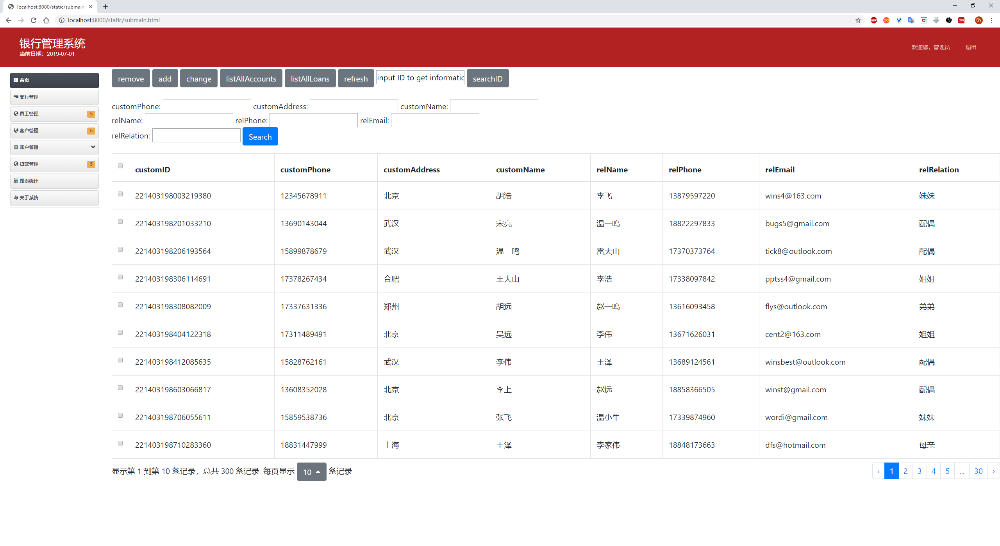 localhost:8000/static/submain
localhost:8000/static/submain.html
ABP
CORS
Qy
银行管理系统
当前日期：2019-07-01
欢迎您，管理员 退出
首页
支行管理
员工管理 5
客户管理 5
账户管理
贷款管理 5
图表统计
关于系统
remove add change listAllAccounts listAllLoans refresh input ID to get informatic searchID
customPhone: customAddress: customName:
relName: relPhone: relEmail:
relRelation: Search
customID customPhone customAddress customName relName relPhone relEmail relRelation
221403198003219380 12345678911 北京 胡浩 李飞 13879597220 wins4@163.com 妹妹
221403198201033210 13690143044 武汉 宋亮 温一鸣 18822297833 bugs5@gmail.com 配偶
221403198206193564 15899878679 武汉 温一鸣 雷大山 17370373764 tick8@outlook.com 配偶
221403198306114691 17378267434 合肥 王大山 李浩 17338097842 pptss4@gmail.com 姐姐
221403198308082009 17337631336 郑州 胡远 赵一鸣 13616093458 flys@outlook.com 弟弟
221403198404122318 17311489491 北京 吴远 李伟 13671626031 cent2@163.com 姐姐
221403198412085635 15828762161 武汉 李伟 王泽 13689124561 winsbest@outlook.com 配偶
221403198603066817 13608352028 北京 李上 赵远 18858366505 winst@gmail.com 配偶
221403198706055611 15859538736 北京 张飞 温小牛 17339874960 wordi@gmail.com 妹妹
221403198710283360 18831447999 上海 王泽 李家伟 18848173663 dfs@hotmail.com 母亲
显示第 1 到第 10 条记录，总共 300 条记录 每页显示 10 条记录 ‹ 1 2 3 4 5 ... 30 ›